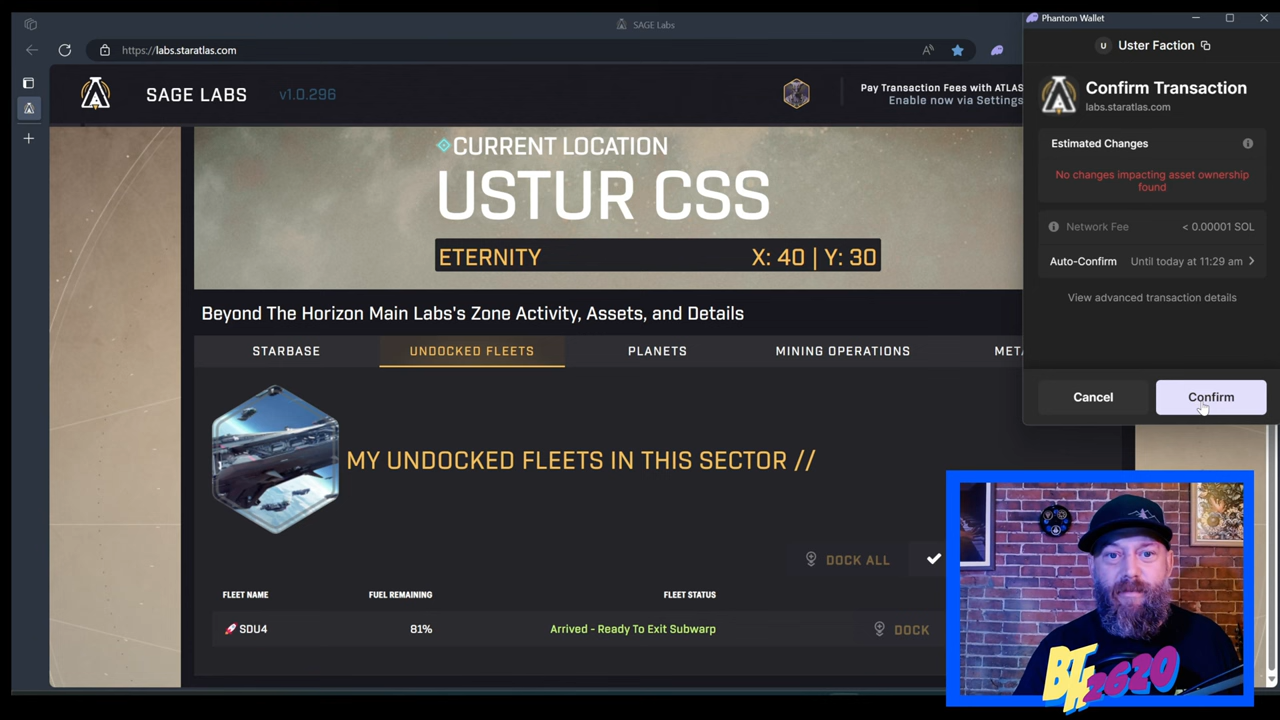 SAGE Labs
Phantom Wallet
https://labs.staratlas.com
U Uster Faction
SAGE LABS v1.0.296
Pay Transaction Fees with ATLAS
Enable now via Settings
Confirm Transaction
labs.staratlas.com
Estimated Changes
No changes impacting asset ownership
found
Network Fee < 0.00001 SOL
Auto-Confirm Until today at 11:29 am
View advanced transaction details
Cancel Confirm
CURRENT LOCATION
USTUR CSS
ETERNITY X: 40 | Y: 30
Beyond The Horizon Main Labs's Zone Activity, Assets, and Details
STARBASE UNDOCKED FLEETS PLANETS MINING OPERATIONS META
MY UNDOCKED FLEETS IN THIS SECTOR //
DOCK ALL
FLEET NAME FUEL REMAINING FLEET STATUS
SDU4 81% Arrived - Ready To Exit Subwarp DOCK
BTH2620